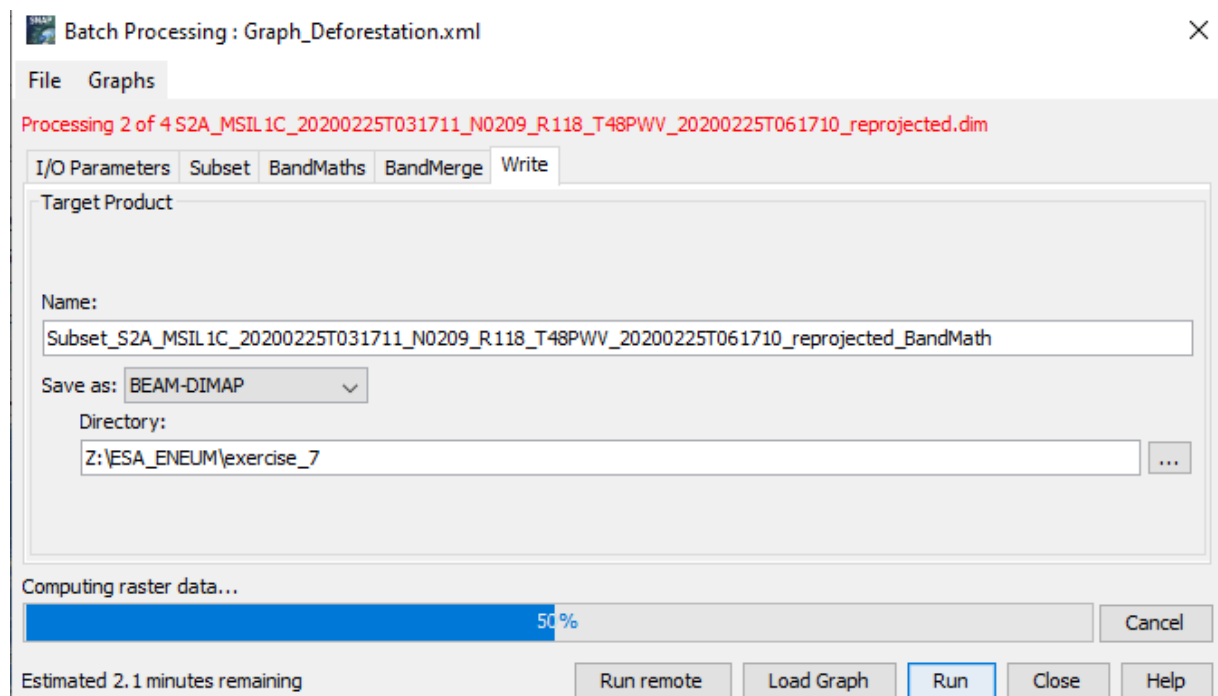 SNAP Batch Processing : Graph_Deforestation.xml
File Graphs
Processing 2 of 4 S2A_MSIL1C_20200225T031711_N0209_R118_T48PWV_20200225T061710_reprojected.dim
I/O Parameters Subset BandMaths BandMerge Write
Target Product
Name:
Subset_S2A_MSIL1C_20200225T031711_N0209_R118_T48PWV_20200225T061710_reprojected_BandMath
Save as: BEAM-DIMAP
Directory:
Z:\ESA_ENEUM\exercise_7
...
Computing raster data...
50%
Cancel
Estimated 2.1 minutes remaining Run remote Load Graph Run Close Help